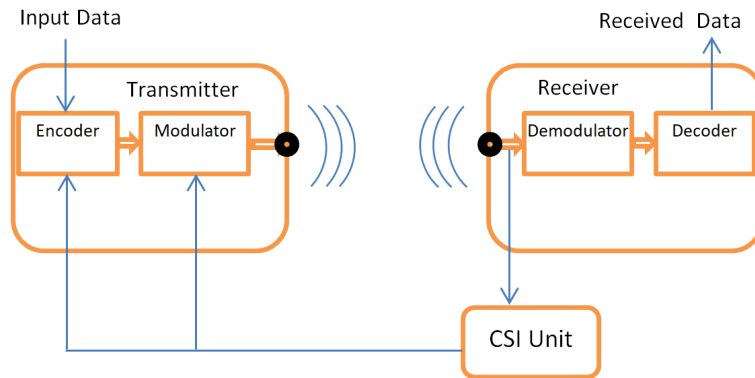 Input Data
Received Data
Transmitter
Receiver
Encoder
Modulator
Demodulator
Decoder
CSI Unit